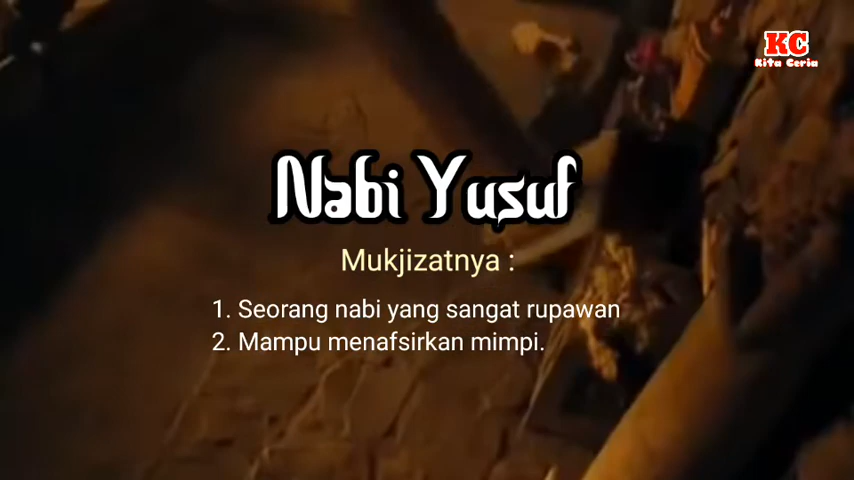 KC
Kita Ceria
Nabi Yusuf
Mukjizatnya :
1. Seorang nabi yang sangat rupawan
2. Mampu menafsirkan mimpi.